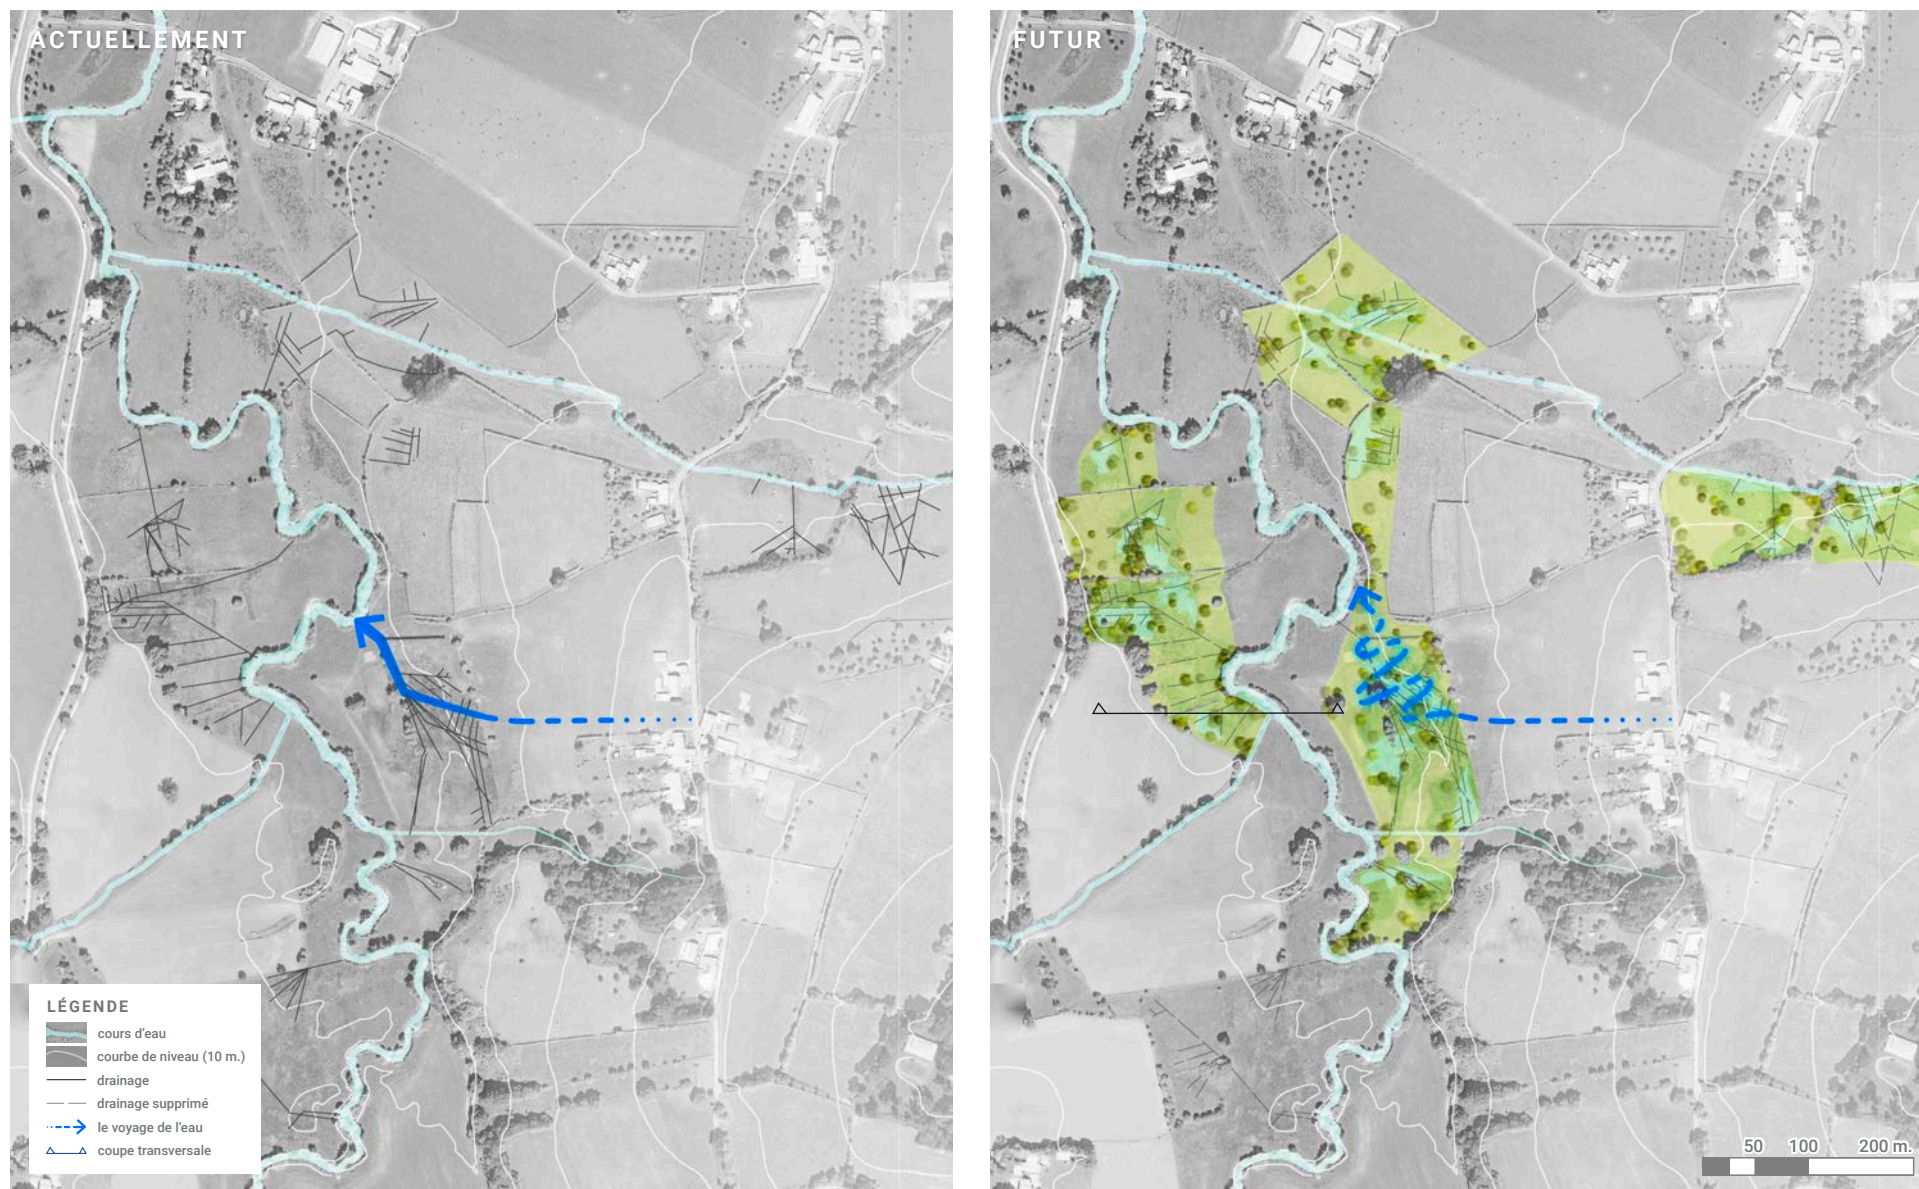 ACTUELLEMENT
FUTUR
LÉGENDE
cours d'eau
courbe de niveau (10 m.)
drainage
drainage supprimé
le voyage de l'eau
coupe transversale
50 100 200 m.